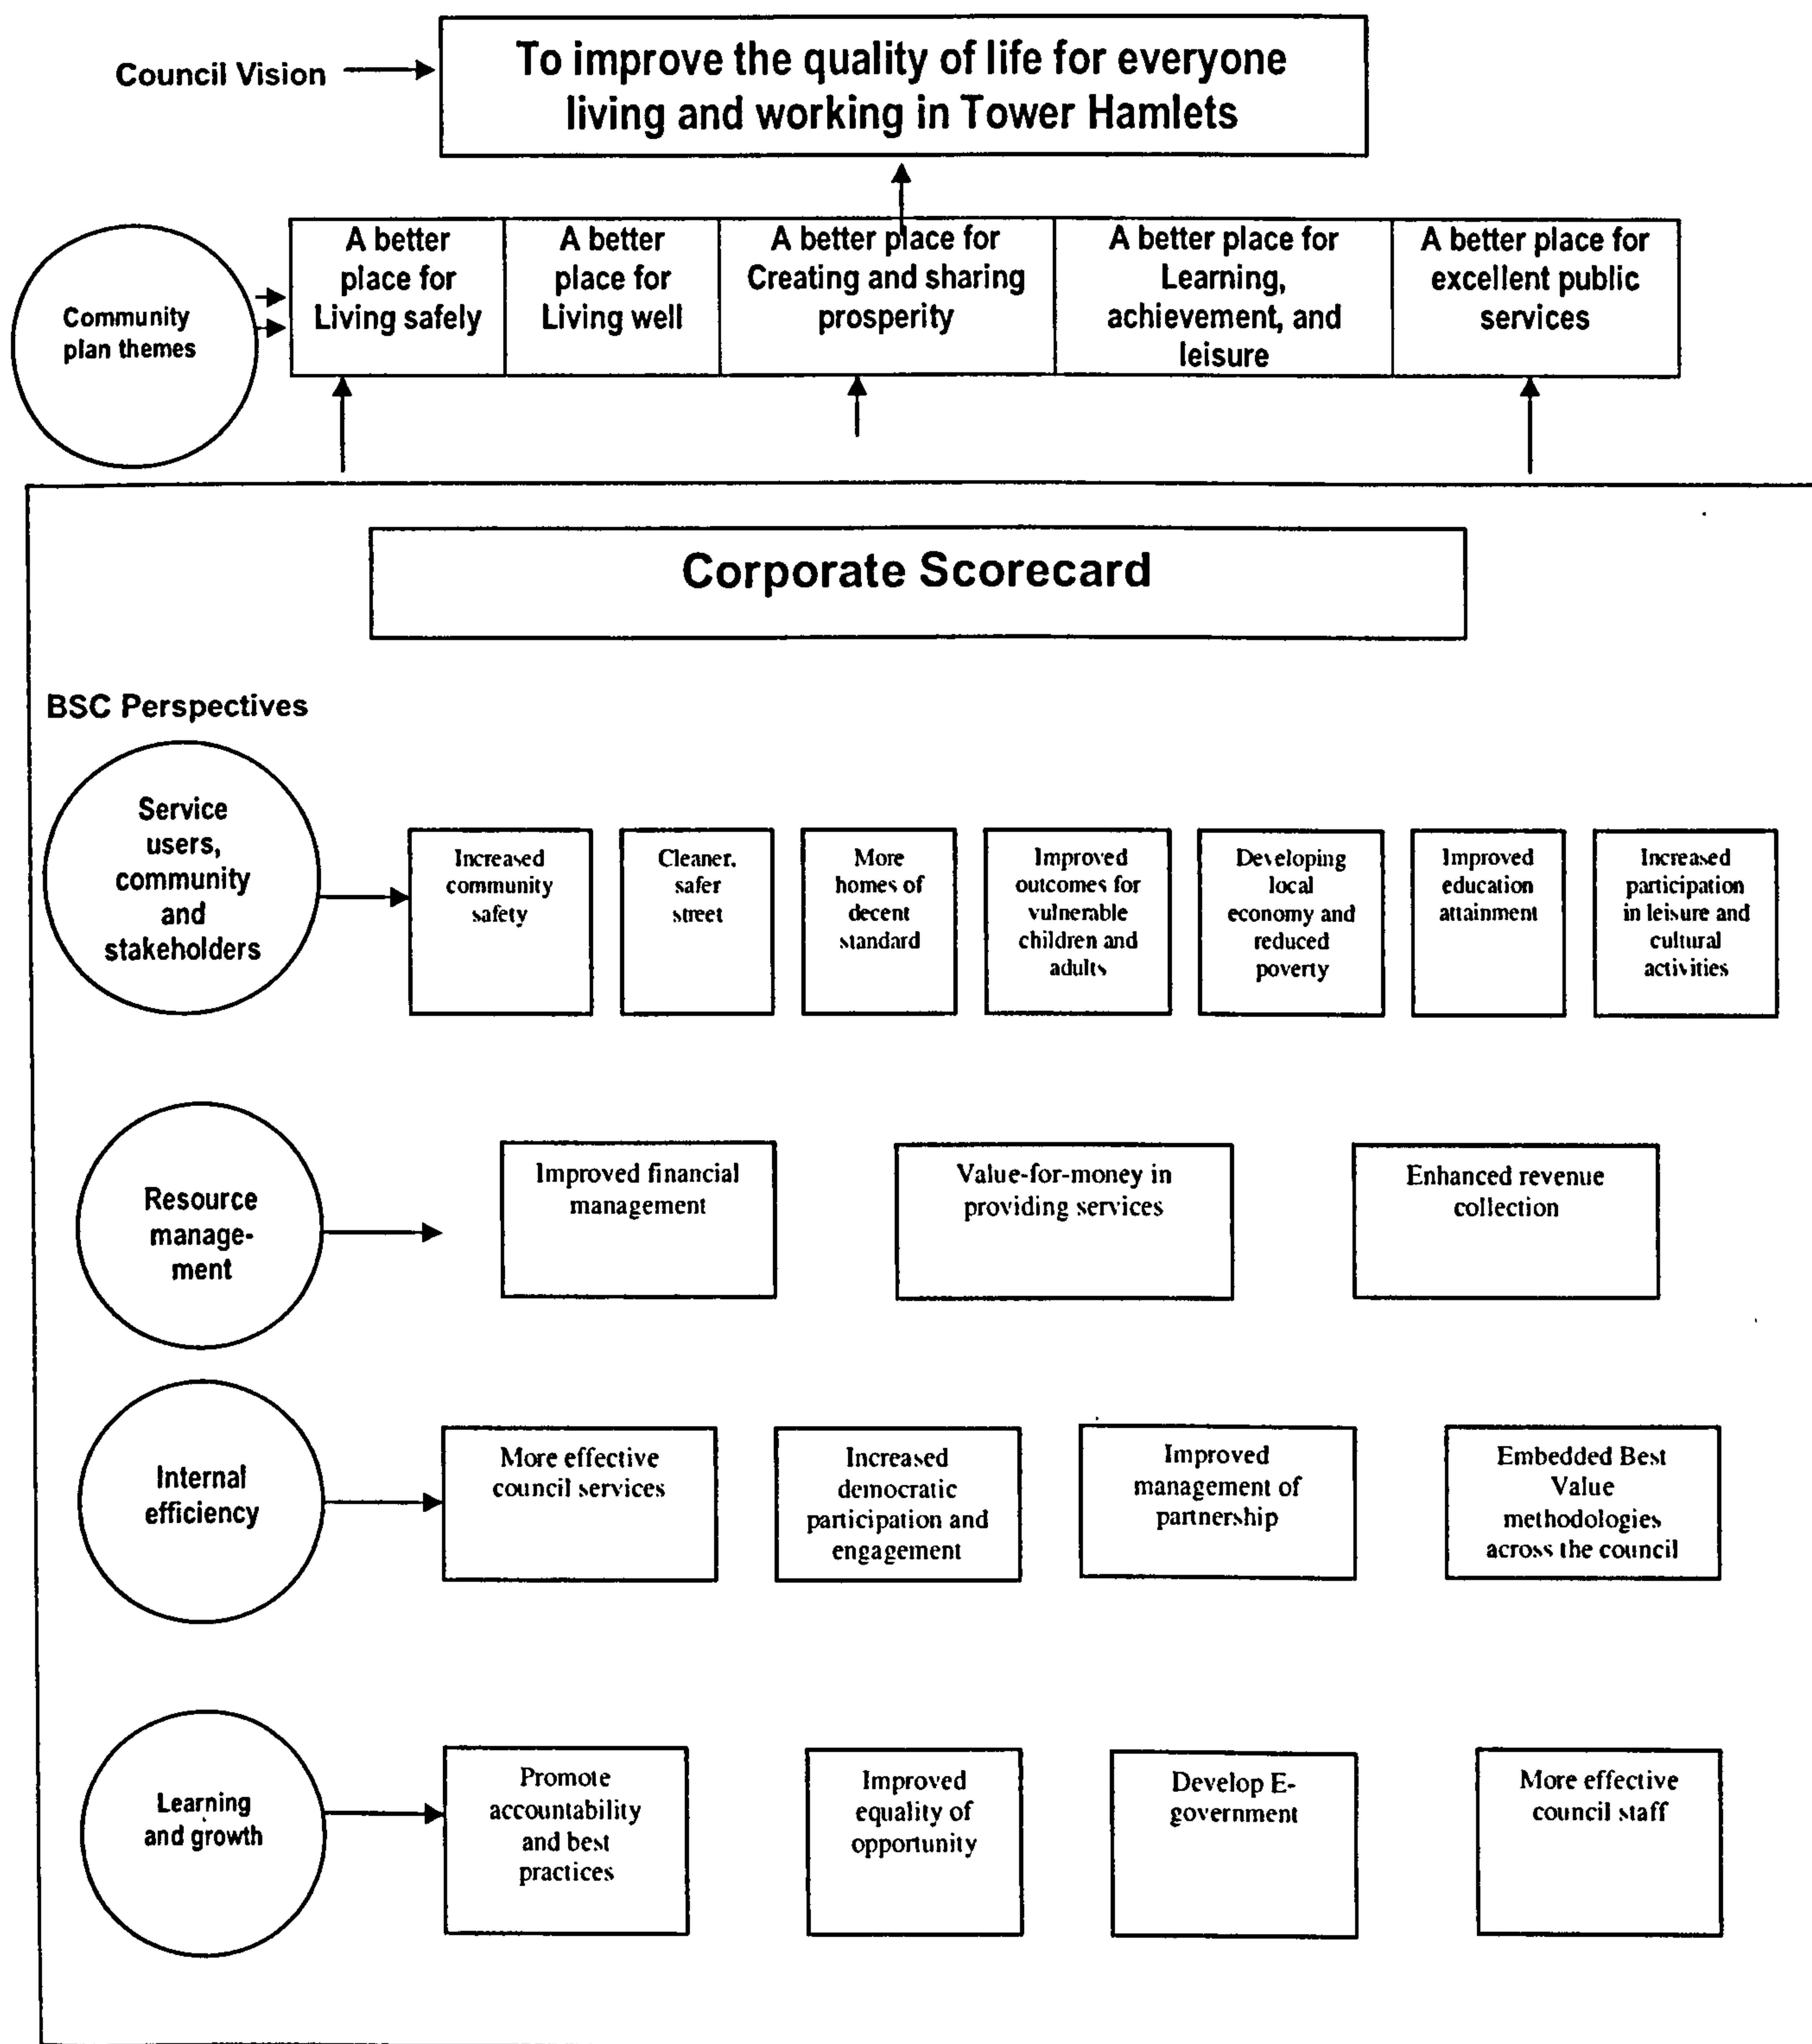 Council Vision
To improve the quality of life for everyone
living and working in Tower Hamlets
Community
plan themes
A better
place for
Living safely
A better
place for
Living well
A better place for
Creating and sharing
prosperity
A better place for
Learning,
achievement, and
leisure
A better place for
excellent public
services
Corporate Scorecard
BSC Perspectives
Service
users,
community
and
stakeholders
Increased
community
safety
Cleaner,
safer
street
More
homes of
decent
standard
Improved
outcomes for
vulnerable
children and
adults
Developing
local
economy and
reduced
poverty
Improved
education
attainment
Increased
participation
in leisure and
cultural
activities
Resource
manage-
ment
Improved financial
management
Value-for-money in
providing services
Enhanced revenue
collection
Internal
efficiency
More effective
council services
Increased
democratic
participation and
engagement
Improved
management of
partnership
Embedded Best
Value
methodologies
across the council
Learning
and growth
Promote
accountability
and best
practices
Improved
equality of
opportunity
Develop E-
government
More effective
council staff